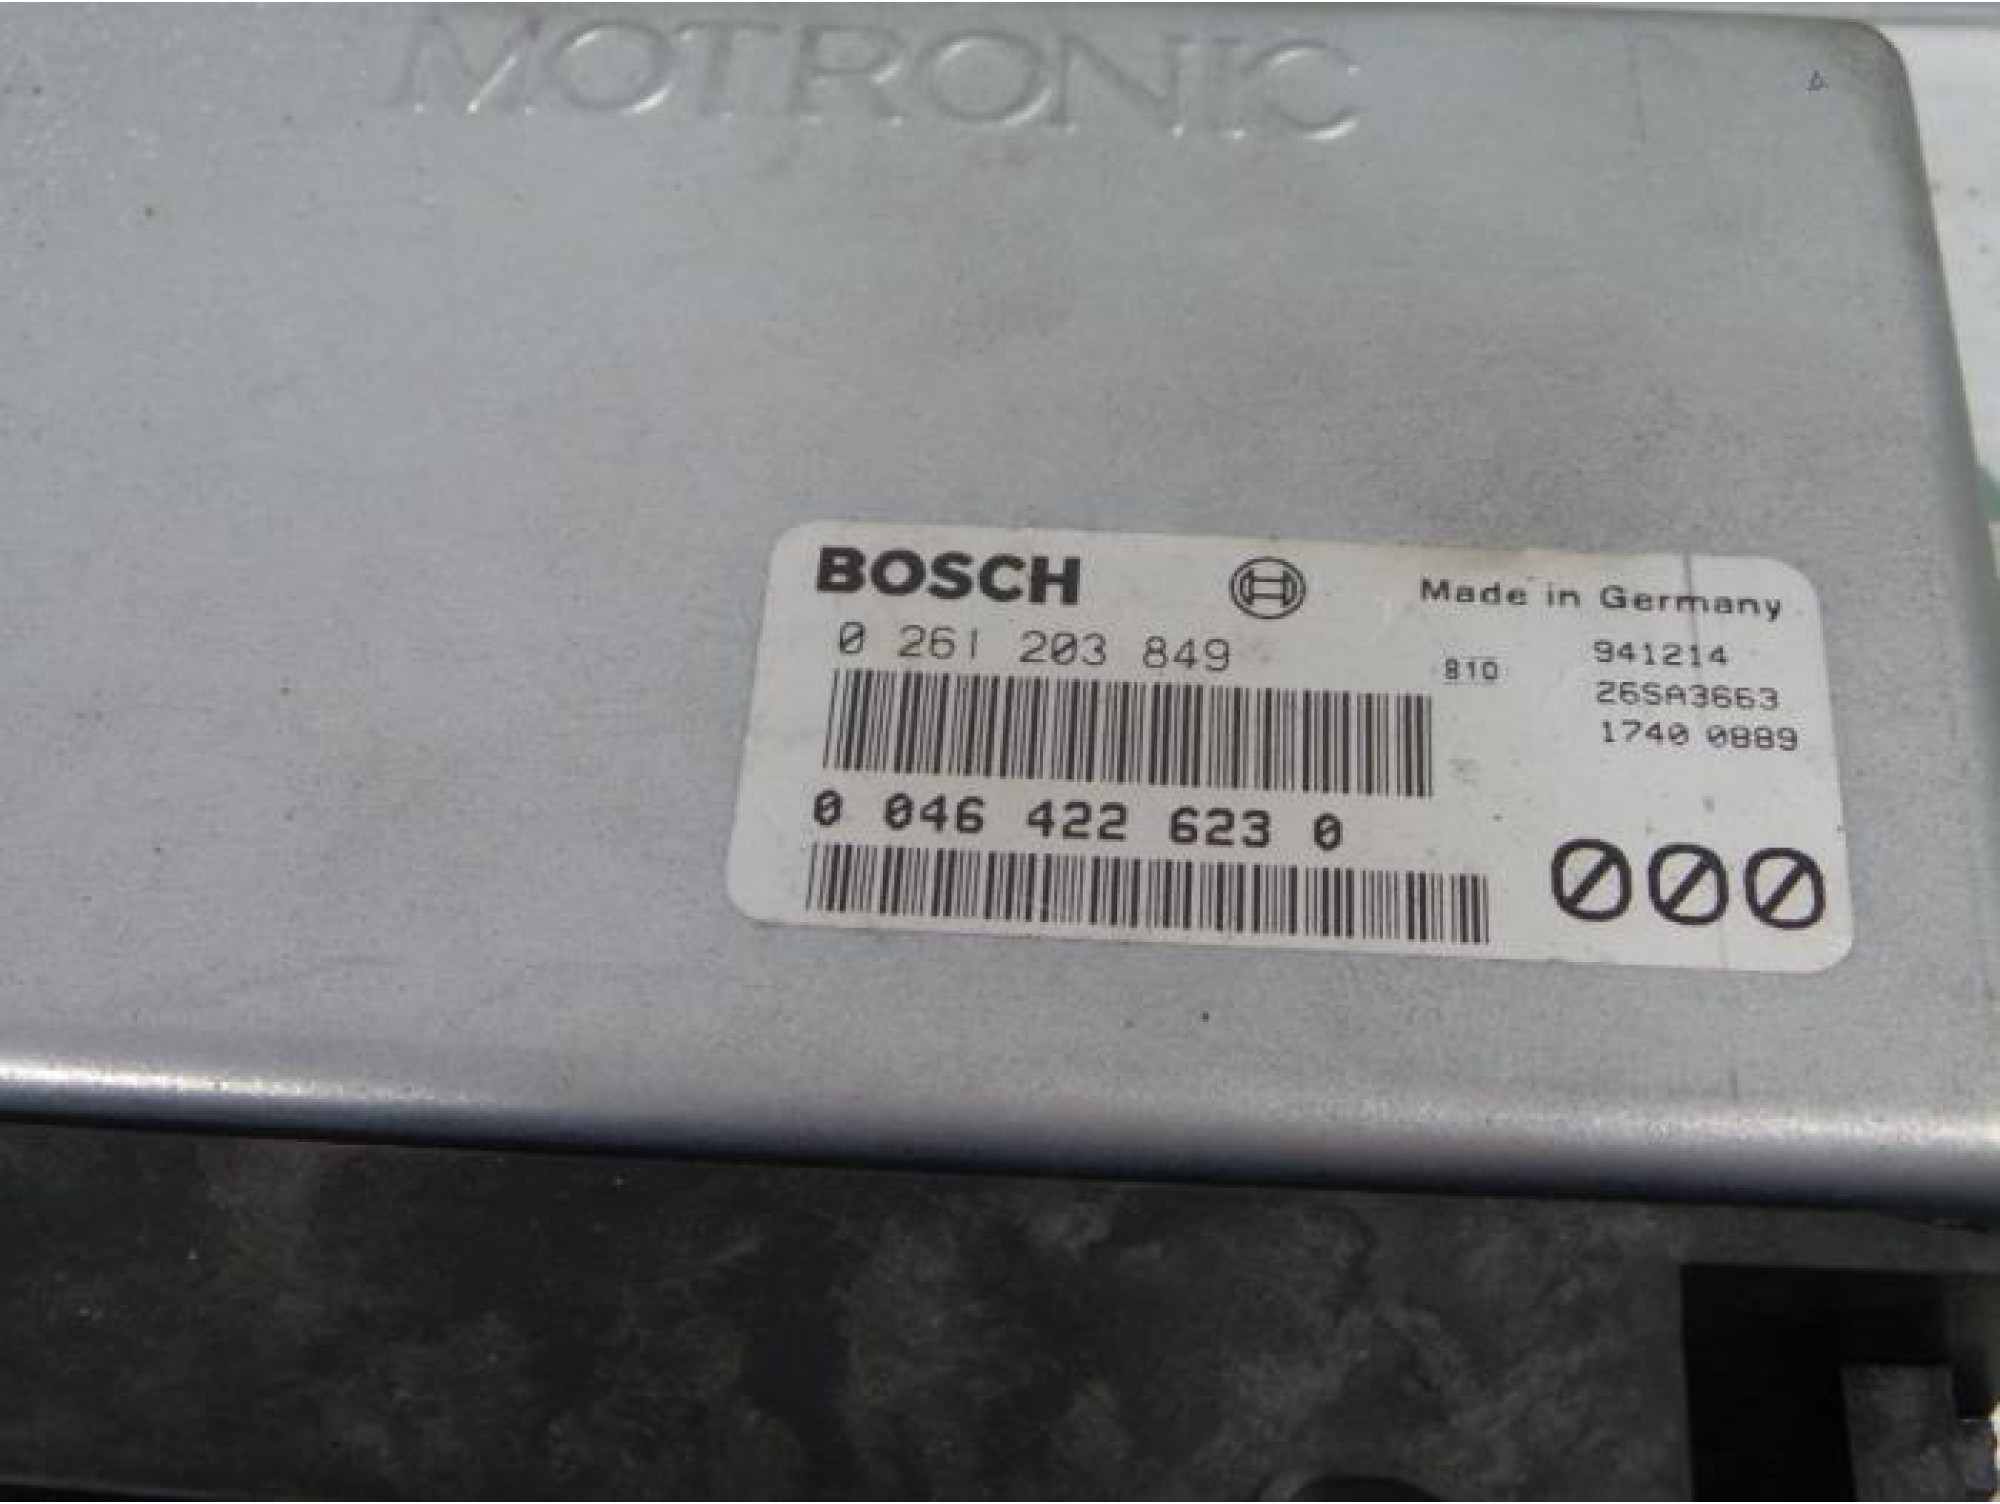 MOTRONIC
BOSCH Made in Germany
0 261 203 849
810
941214
26SA3663
1740 0889
0 046 422 623 0
000